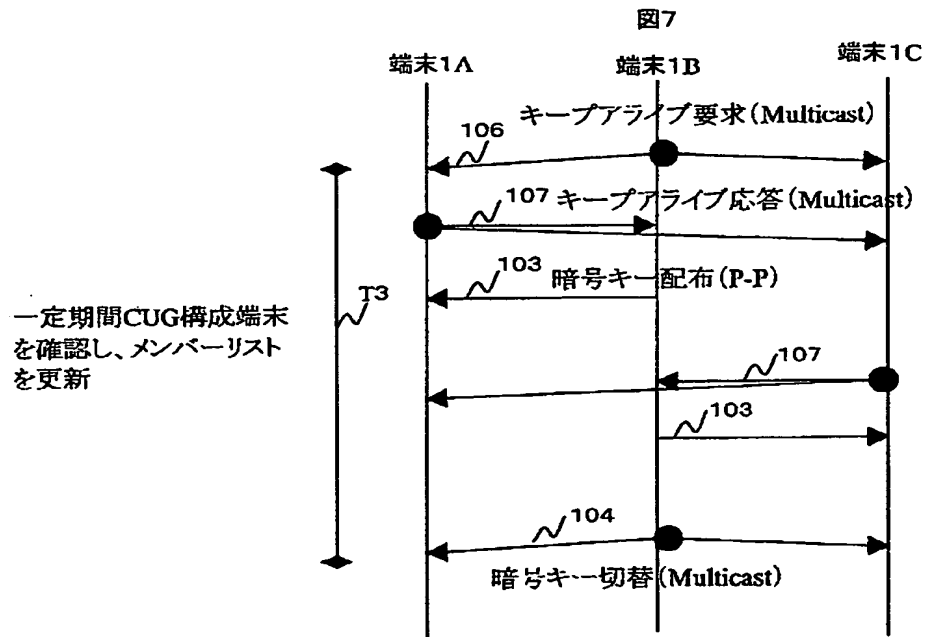 図7
端末1A
端末1B
端末1C
キープアライブ要求(Multicast)
106
107
キープアライブ応答(Multicast)
103
暗号キー配布(P-P)
T3
一定期間CUG構成端末
を確認し、メンバーリスト
を更新
107
103
104
暗号キー切替(Multicast)